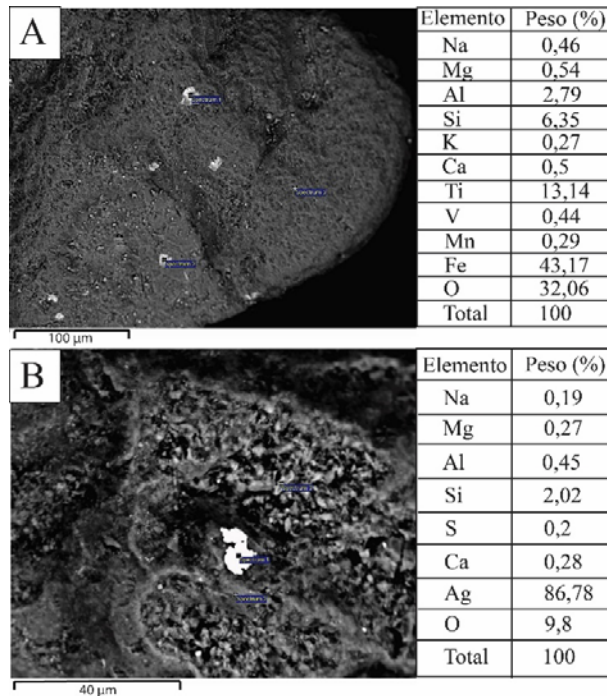 A
Spectrum 1
100 µm
Elemento Peso (%)
Na 0,46
Mg 0,54
Al 2,79
Si 6,35
K 0,27
Ca 0,5
Ti 13,14
V 0,44
Mn 0,29
Fe 43,17
O 32,06
Total 100
B
40 µm
Elemento Peso (%)
Na 0,19
Mg 0,27
Al 0,45
Si 2,02
S 0,2
Ca 0,28
Ag 86,78
O 9,8
Total 100